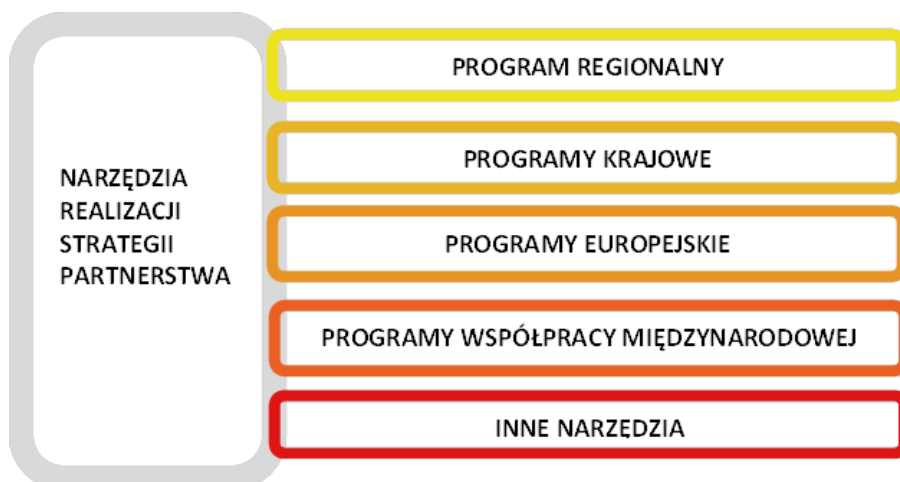 NARZĘDZIA
REALIZACJI
STRATEGII
PARTNERSTWA
PROGRAM REGIONALNY
PROGRAMY KRAJOWE
PROGRAMY EUROPEJSKIE
PROGRAMY WSPÓŁPRACY MIĘDZYNARODOWEJ
INNE NARZĘDZIA